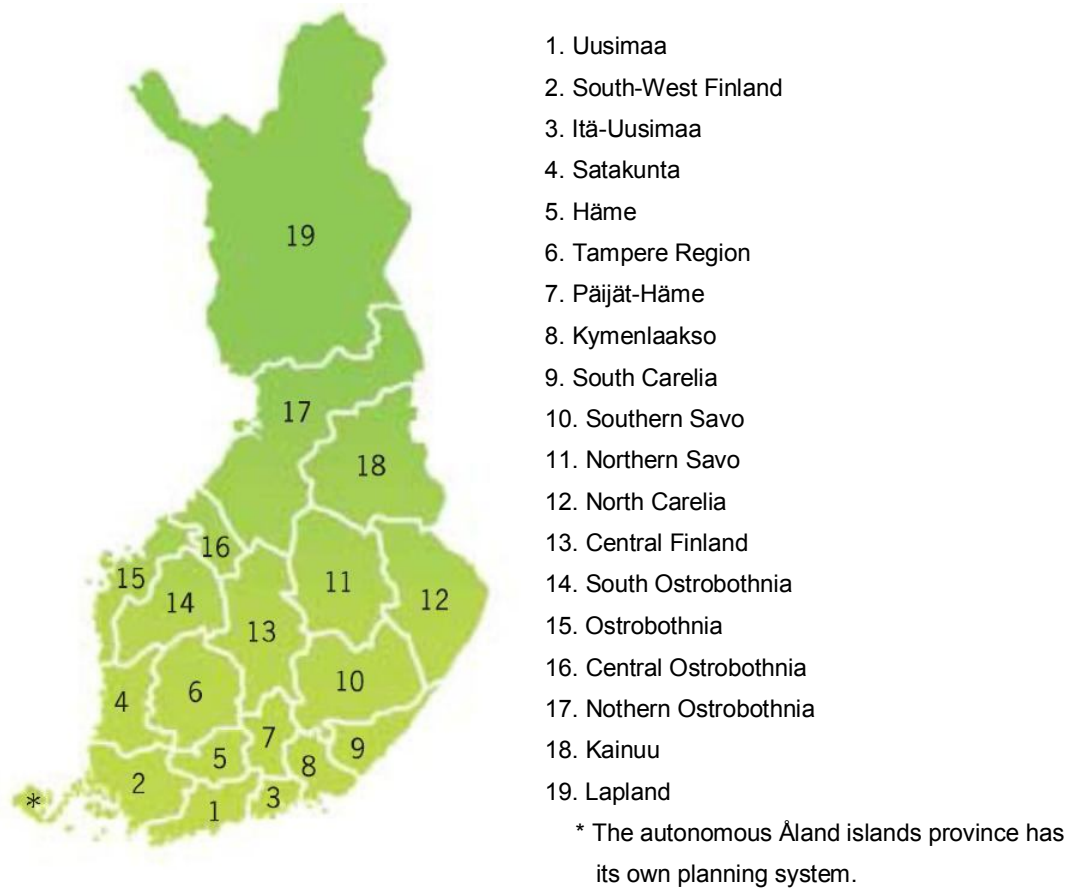 1. Uusimaa
2. South-West Finland
3. Itä-Uusimaa
4. Satakunta
5. Häme
6. Tampere Region
7. Päijät-Häme
8. Kymenlaakso
9. South Carelia
10. Southern Savo
11. Northern Savo
12. North Carelia
13. Central Finland
14. South Ostrobothnia
15. Ostrobothnia
16. Central Ostrobothnia
17. Nothern Ostrobothnia
18. Kainuu
19. Lapland
* The autonomous Åland islands province has
its own planning system.
19
17
18
16
15
14
11
12
13
10
6
4
7
9
5
8
2
3
1
*